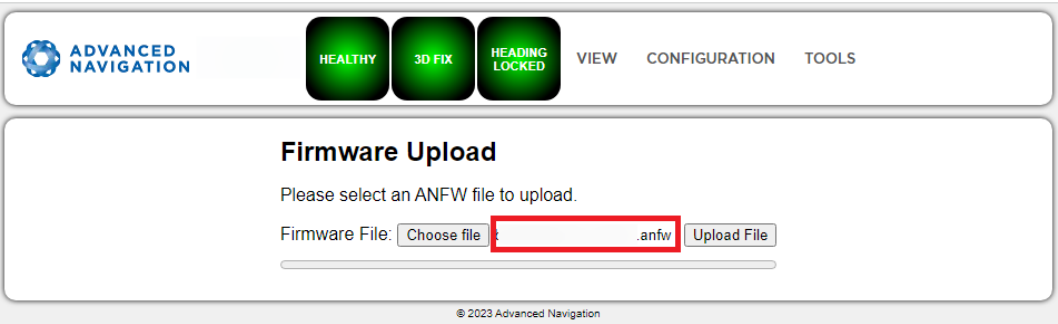 ADVANCED
NAVIGATION
HEALTHY
3D FIX
HEADING
LOCKED
VIEW
CONFIGURATION
TOOLS
Firmware Upload
Please select an ANFW file to upload.
Firmware File: Choose file .anfw Upload File
© 2023 Advanced Navigation